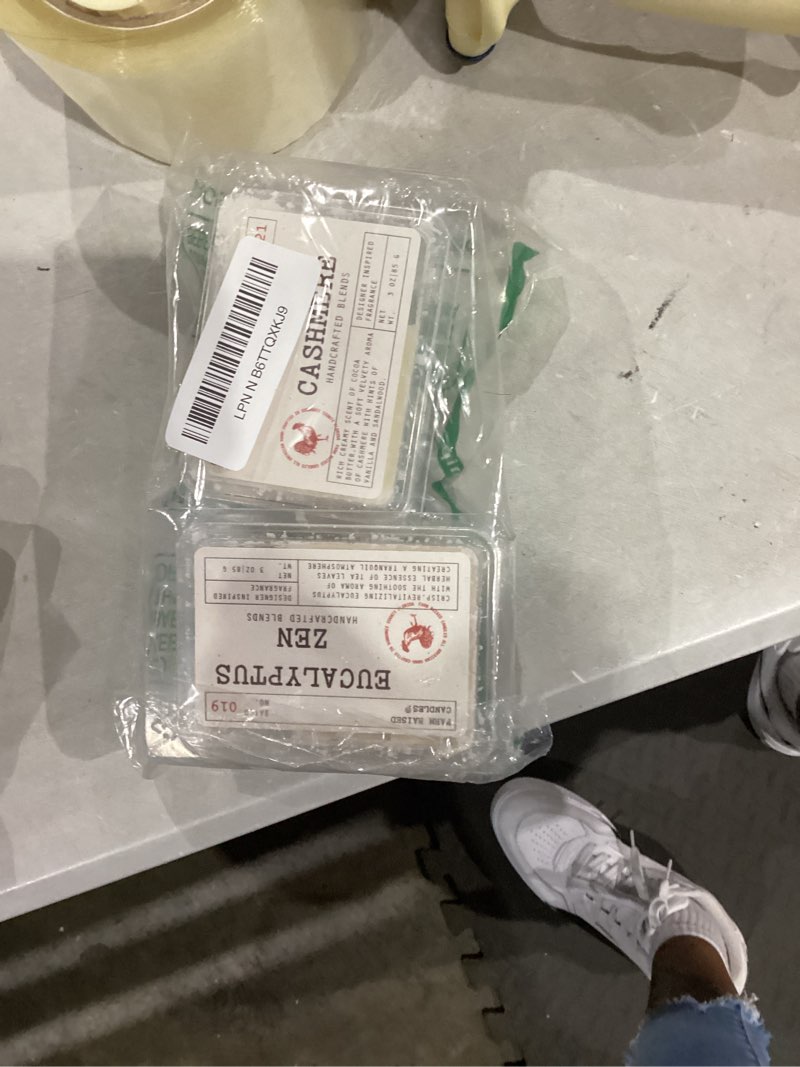 21
CASHMERE
HANDCRAFTED BLENDS
DESIGNER INSPIRED
FRAGRANCE
NET
WT. 3 OZ|85 G
RICH CREAMY SCENT OF COCOA
BUTTER, WITH A SOFT VELVETY AROMA
OF CASHMERE WITH HINTS OF
VANILLA AND SANDALWOOD.
LPN N B6TTQXKJ9
FARM RAISED
CANDLES
NO. 019
EUCALYPTUS
ZEN
HANDCRAFTED BLENDS
DESIGNER INSPIRED
FRAGRANCE
NET
WT. 3 OZ|85 G
CRISP, REVITALIZING EUCALYPTUS
WITH THE SOOTHING AROMA OF
HERBAL ESSENCE OF TEA LEAVES
CREATING A TRANQUIL ATMOSPHERE